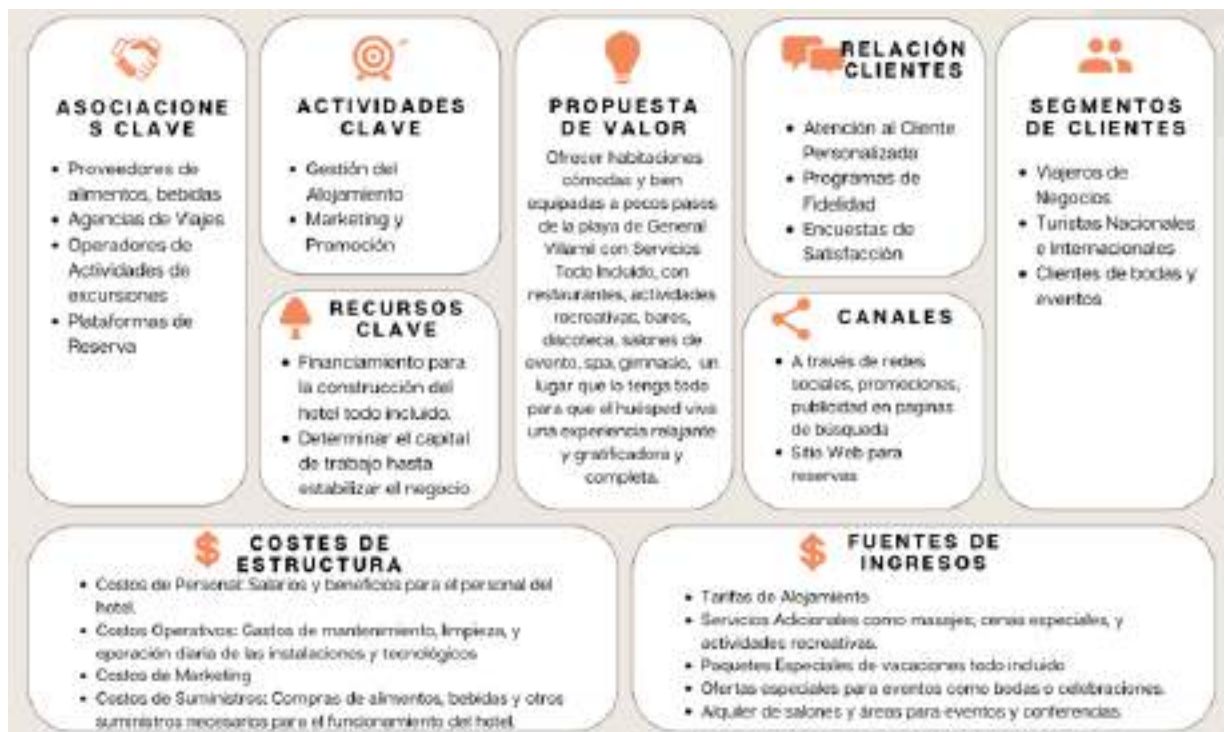 ASOCIACIONE
S CLAVE
• Proveedores de
alimentos, bebidas
• Agencias de Viajes
• Operadores de
Actividades de
excursiones
• Plataformas de
Reserva
ACTIVIDADES
CLAVE
• Gestión del
Alojamiento
• Marketing y
Promoción
RECURSOS
CLAVE
• Financiamiento para
la construcción del
hotel todo incluido.
• Determinar el capital
de trabajo hasta
estabilizar el negocio
PROPUESTA
DE VALOR
Ofrecer habitaciones
cómodas y bien
equipadas a pocos pasos
de la playa de General
Villamil con Servicios
Todo Incluido, con
restaurantes, actividades
recreativas, bares,
discoteca, salones de
evento, spa, gimnasio, un
lugar que lo tenga todo
para que el huésped viva
una experiencia relajante
y gratificadora y
completa.
RELACIÓN
CLIENTES
• Atención al Cliente
Personalizada
• Programas de
Fidelidad
• Encuestas de
Satisfacción
CANALES
• A través de redes
sociales, promociones,
publicidad en paginas
de búsqueda
• Sitio Web para
reservas
SEGMENTOS
DE CLIENTES
• Viajeros de
Negocios
• Turistas Nacionales
e Internacionales
• Clientes de bodas y
eventos
COSTES DE
ESTRUCTURA
• Costos de Personal: Salarios y beneficios para el personal del
hotel.
• Costos Operativos: Gastos de mantenimiento, limpieza, y
operación diaria de las instalaciones y tecnológicos
• Costos de Marketing
• Costos de Suministros: Compras de alimentos, bebidas y otros
suministros necesarios para el funcionamiento del hotel.
FUENTES DE
INGRESOS
• Tarifas de Alojamiento
• Servicios Adicionales como masajes, cenas especiales, y
actividades recreativas.
• Paquetes Especiales de vacaciones todo incluido
• Ofertas especiales para eventos como bodas o celebraciones.
• Alquiler de salones y áreas para eventos y conferencias